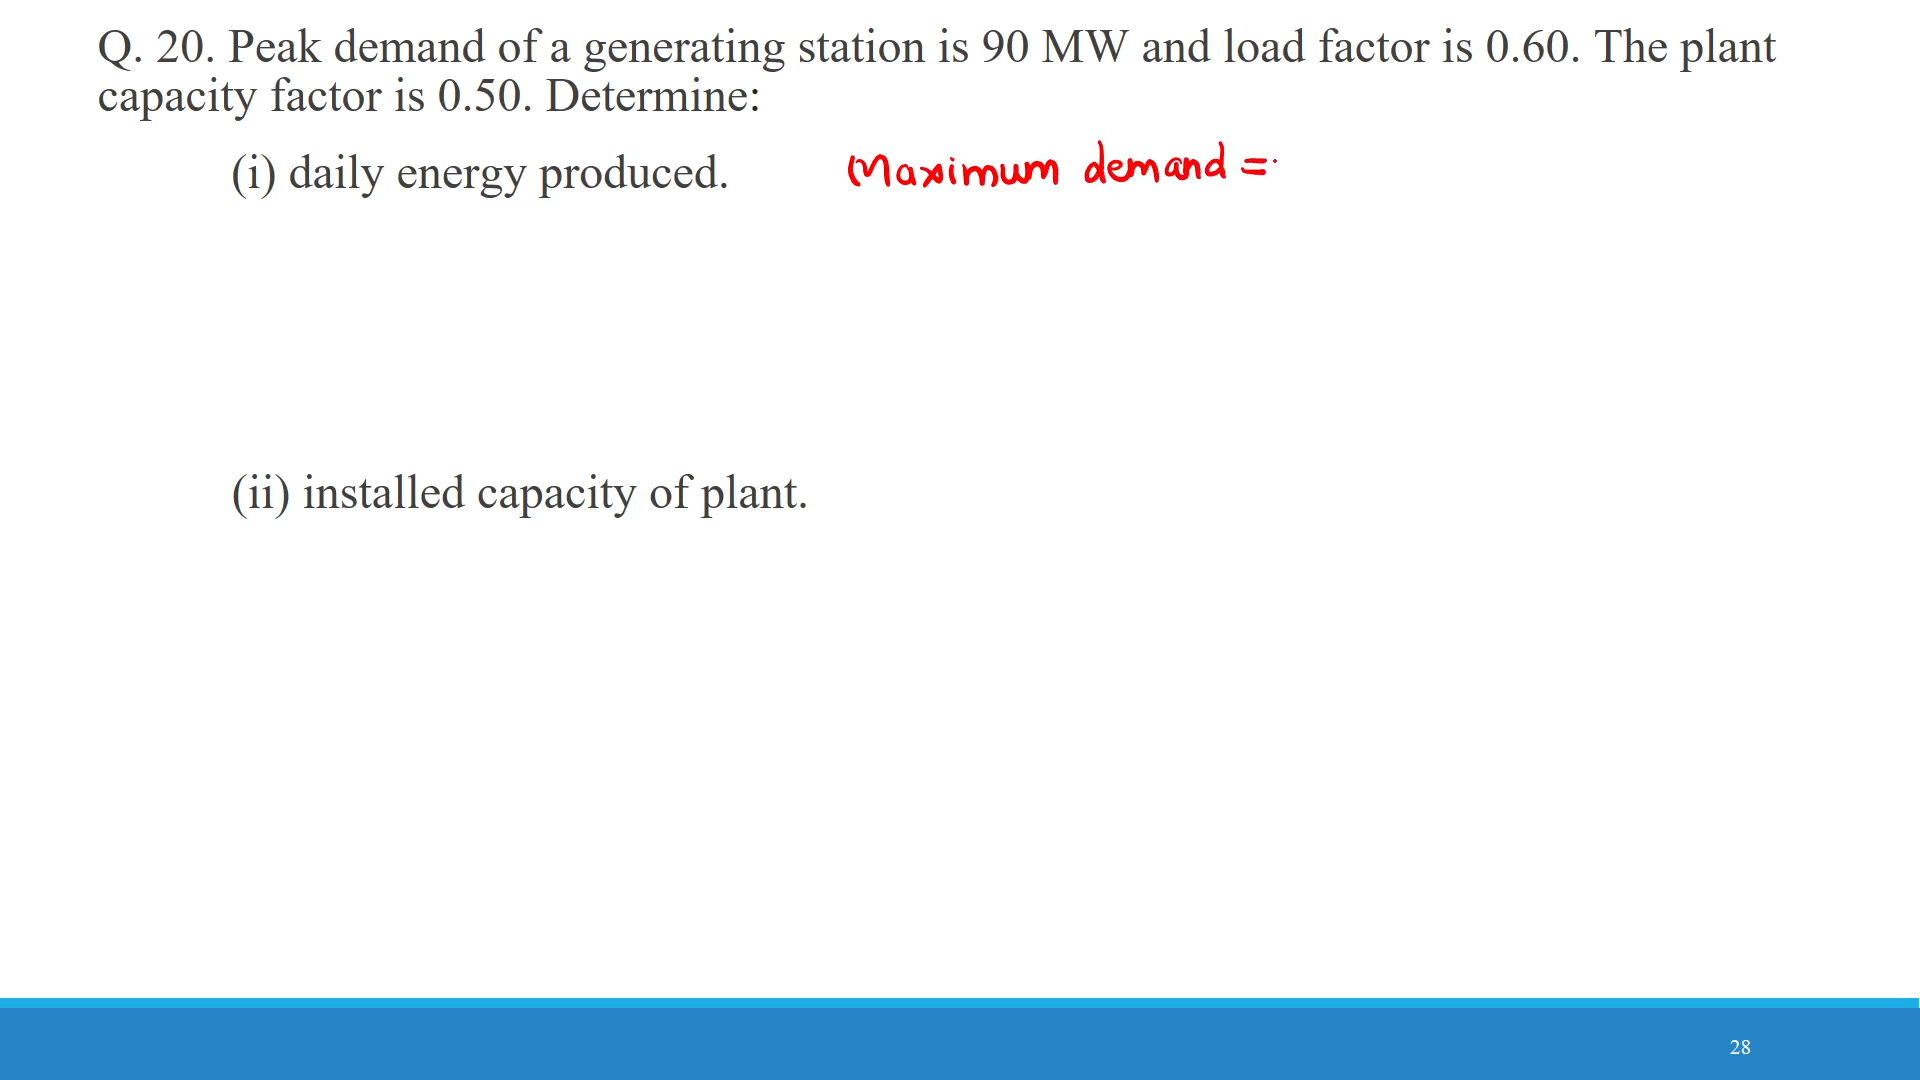 Q. 20. Peak demand of a generating station is 90 MW and load factor is 0.60. The plant
capacity factor is 0.50. Determine:
(i) daily energy produced. Maximum demand =
(ii) installed capacity of plant.
28